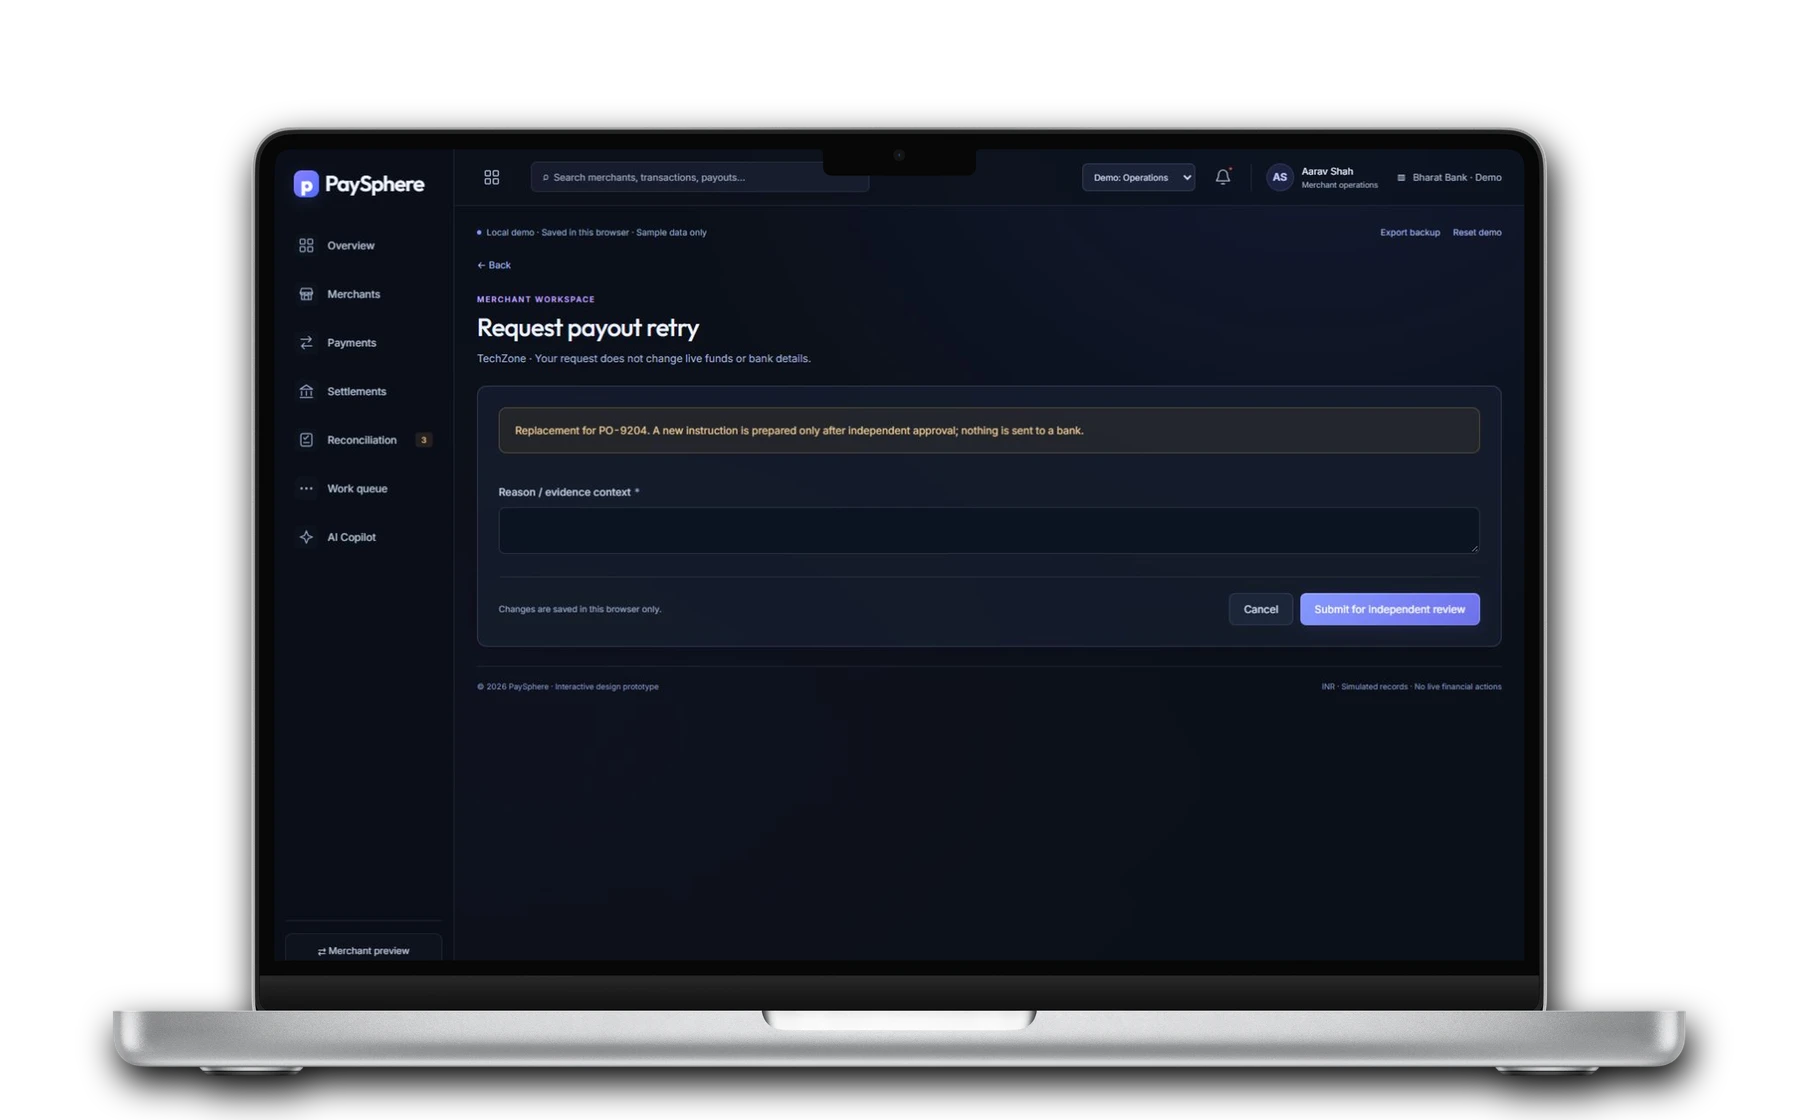 PaySphere
Overview
Merchants
Payments
Settlements
Reconciliation 3
Work queue
AI Copilot
⇄ Merchant preview
Search merchants, transactions, payouts...
Demo: Operations
AS
Aarav Shah
Merchant operations
Bharat Bank · Demo
Local demo · Saved in this browser · Sample data only
Export backup Reset demo
← Back
MERCHANT WORKSPACE
Request payout retry
TechZone · Your request does not change live funds or bank details.
Replacement for PO-9204. A new instruction is prepared only after independent approval; nothing is sent to a bank.
Reason / evidence context *
Changes are saved in this browser only.
Cancel
Submit for independent review
© 2026 PaySphere · Interactive design prototype
INR · Simulated records · No live financial actions